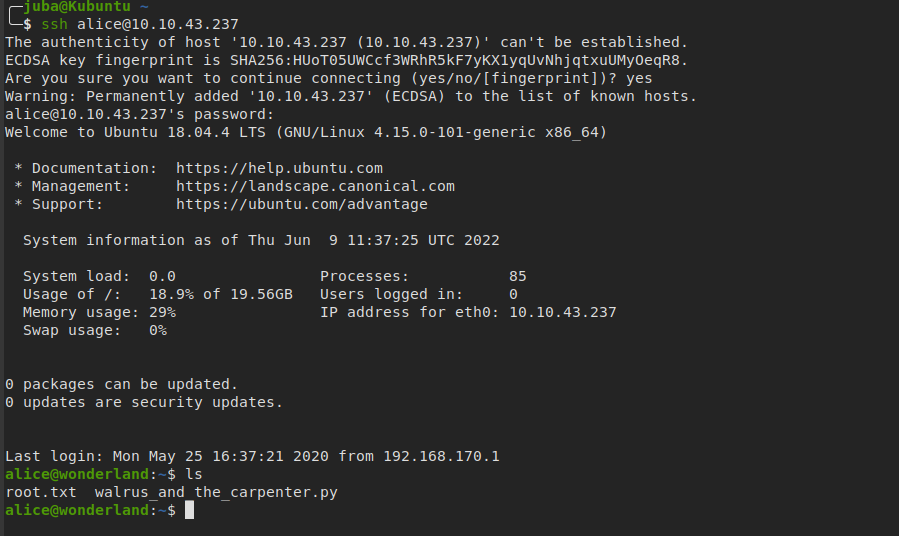 juba@Kubuntu ~
$ ssh alice@10.10.43.237
The authenticity of host '10.10.43.237 (10.10.43.237)' can't be established.
ECDSA key fingerprint is SHA256:HUoT05UWCcf3WRhR5kF7yKX1yqUvNhjqtxuUMyOeqR8.
Are you sure you want to continue connecting (yes/no/[fingerprint])? yes
Warning: Permanently added '10.10.43.237' (ECDSA) to the list of known hosts.
alice@10.10.43.237's password:
Welcome to Ubuntu 18.04.4 LTS (GNU/Linux 4.15.0-101-generic x86_64)
* Documentation:  https://help.ubuntu.com
* Management:     https://landscape.canonical.com
* Support:        https://ubuntu.com/advantage
System information as of Thu Jun  9 11:37:25 UTC 2022
System load:  0.0                 Processes:           85
Usage of /:   18.9% of 19.56GB   Users logged in:      0
Memory usage: 29%                 IP address for eth0: 10.10.43.237
Swap usage:   0%
0 packages can be updated.
0 updates are security updates.
Last login: Mon May 25 16:37:21 2020 from 192.168.170.1
alice@wonderland:~$ ls
root.txt  walrus_and the_carpenter.py
alice@wonderland:~$